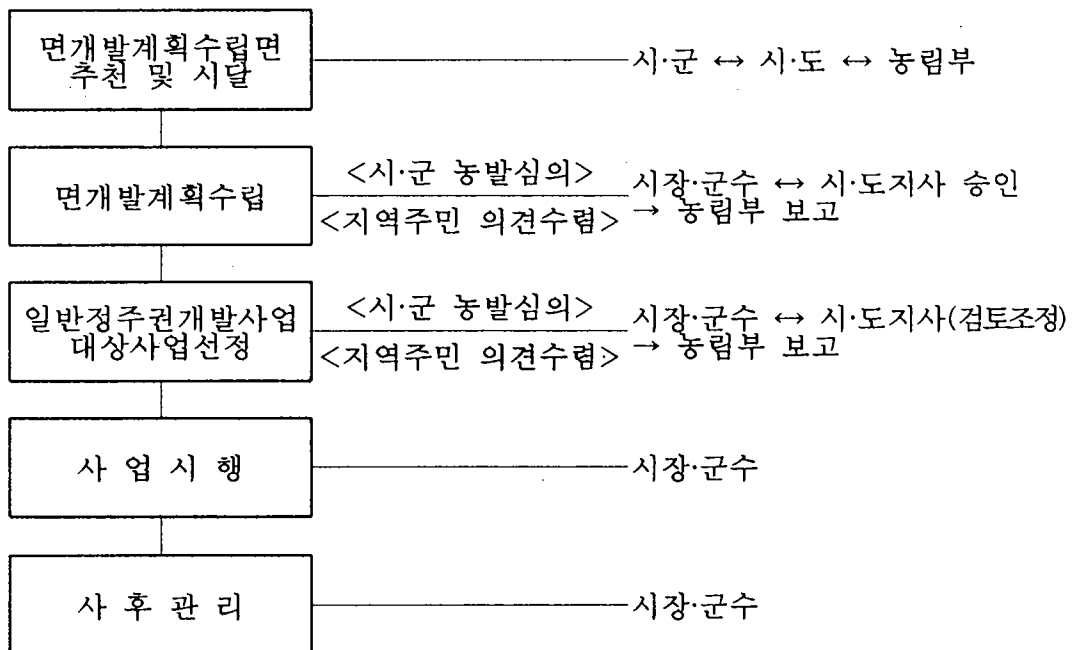 면개발계획수립면
추천 및 시달
시·군 ↔ 시·도 ↔ 농림부
면개발계획수립
<시·군 농발심의>
<지역주민 의견수렴>
시장·군수 ↔ 시·도지사 승인
→ 농림부 보고
일반정주권개발사업
대상사업선정
<시·군 농발심의>
<지역주민 의견수렴>
시장·군수 ↔ 시·도지사(검토조정)
→ 농림부 보고
사 업 시 행
시장·군수
사 후 관 리
시장·군수